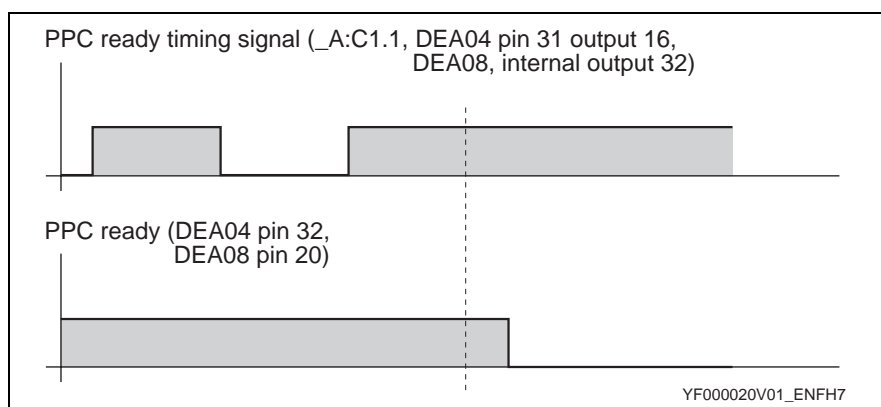 PPC ready timing signal (_A:C1.1, DEA04 pin 31 output 16,
DEA08, internal output 32)
PPC ready (DEA04 pin 32,
DEA08 pin 20)
YF000020V01_ENFH7